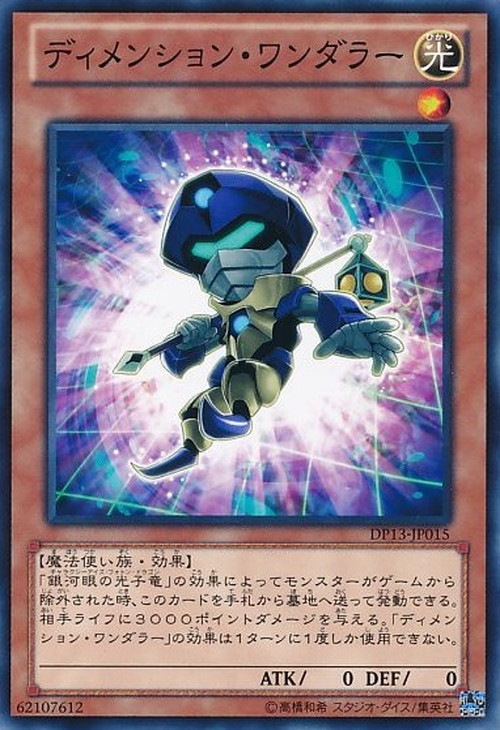 ディメンション・ワンダラー
光
DP13-JP015
【魔法使い族・効果】
「銀河眼の光子竜」の効果によってモンスターがゲームから
除外された時、このカードを手札から墓地へ送って発動できる。
相手ライフに3000ポイントダメージを与える。「ディメ
ンション・ワンダラー」の効果は1ターンに1度しか使用できない。
ATK/ 0 DEF/ 0
62107612 ©高橋和希 スタジオ・ダイス/集英社